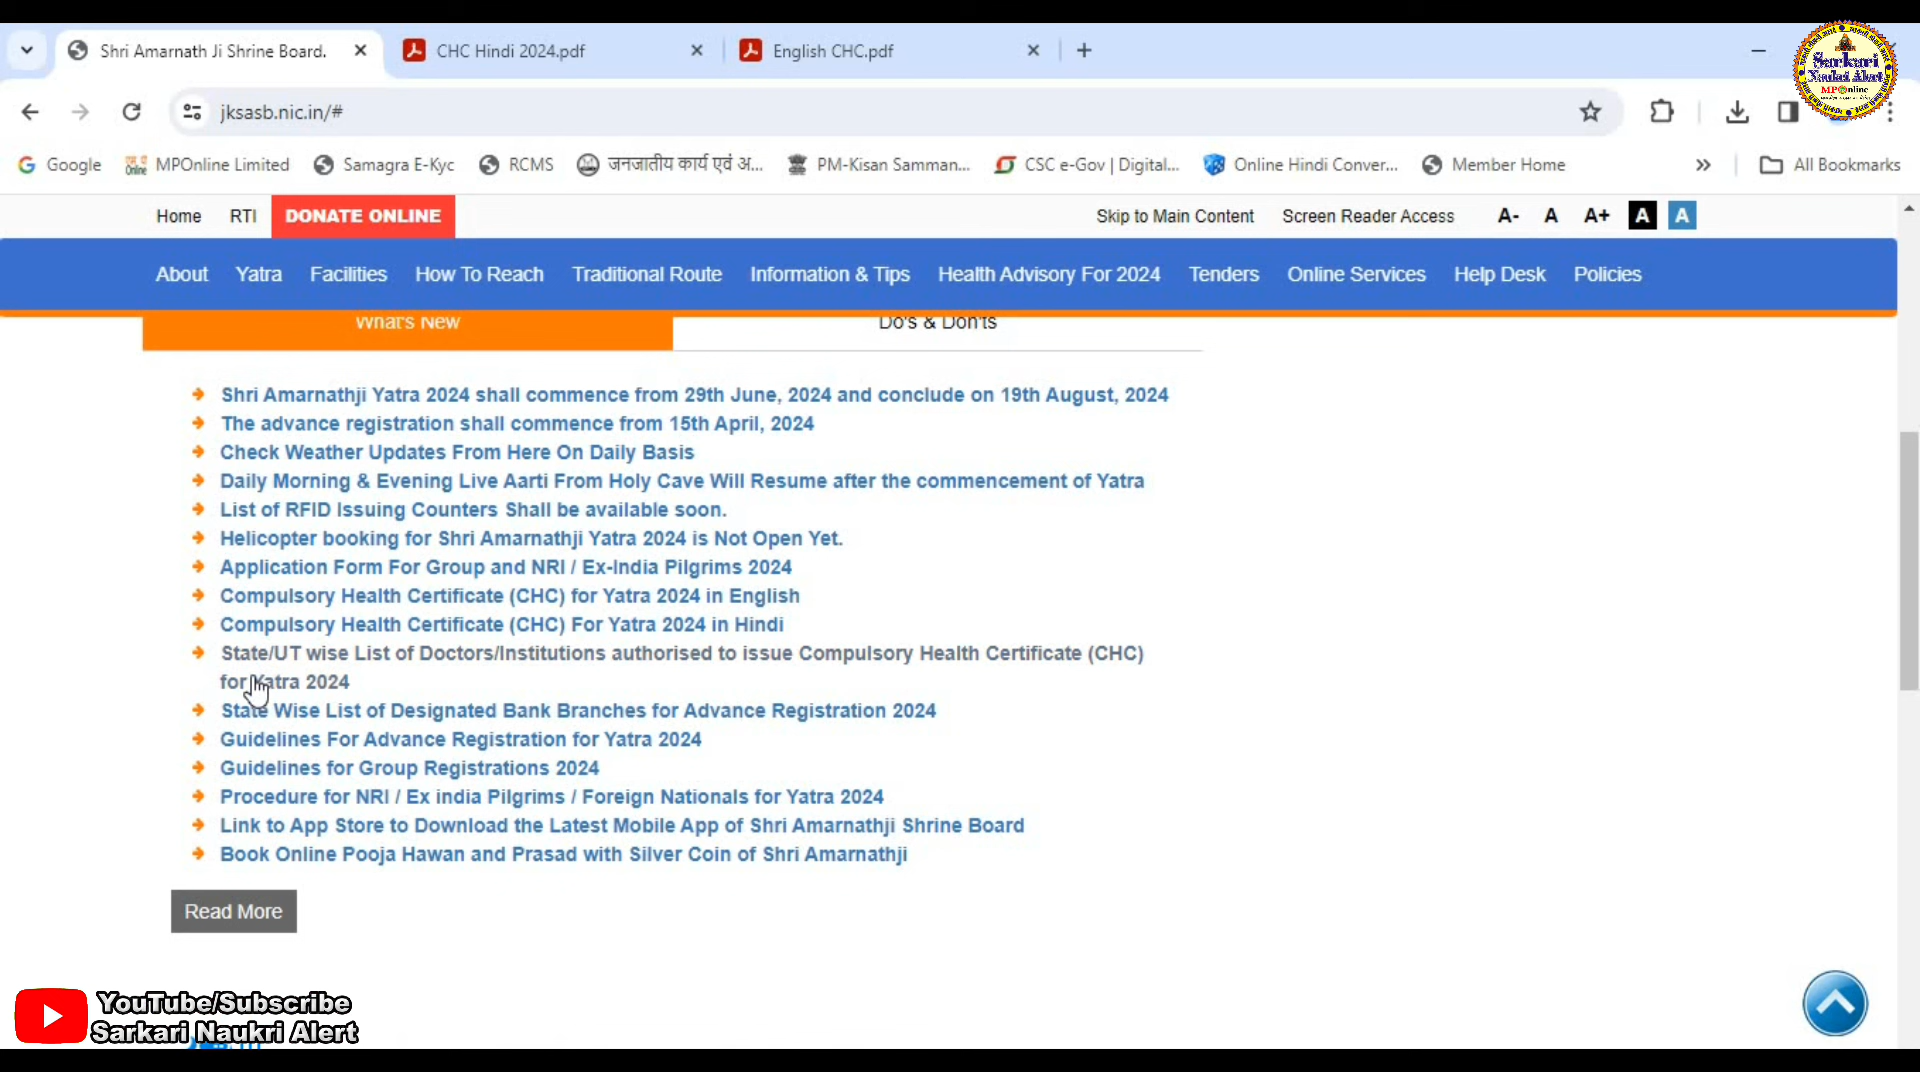 Shri Amarnath Ji Shrine Board.
CHC Hindi 2024.pdf
English CHC.pdf
Sarkari
Naukri Alert
MPOnline
jksasb.nic.in/#
Google
MPOnline Limited
Samagra E-Kyc
RCMS
जनजातीय कार्य एवं अ...
PM-Kisan Samman...
CSC e-Gov | Digital...
Online Hindi Conver...
Member Home
All Bookmarks
Home RTI DONATE ONLINE
Skip to Main Content Screen Reader Access A- A A+ A A
About Yatra Facilities How To Reach Traditional Route Information & Tips Health Advisory For 2024 Tenders Online Services Help Desk Policies
What's New
Do's & Don'ts
Shri Amarnathji Yatra 2024 shall commence from 29th June, 2024 and conclude on 19th August, 2024
The advance registration shall commence from 15th April, 2024
Check Weather Updates From Here On Daily Basis
Daily Morning & Evening Live Aarti From Holy Cave Will Resume after the commencement of Yatra
List of RFID Issuing Counters Shall be available soon.
Helicopter booking for Shri Amarnathji Yatra 2024 is Not Open Yet.
Application Form For Group and NRI / Ex-India Pilgrims 2024
Compulsory Health Certificate (CHC) for Yatra 2024 in English
Compulsory Health Certificate (CHC) For Yatra 2024 in Hindi
State/UT wise List of Doctors/Institutions authorised to issue Compulsory Health Certificate (CHC)
for Yatra 2024
State Wise List of Designated Bank Branches for Advance Registration 2024
Guidelines For Advance Registration for Yatra 2024
Guidelines for Group Registrations 2024
Procedure for NRI / Ex india Pilgrims / Foreign Nationals for Yatra 2024
Link to App Store to Download the Latest Mobile App of Shri Amarnathji Shrine Board
Book Online Pooja Hawan and Prasad with Silver Coin of Shri Amarnathji
Read More
YouTube/Subscribe
Sarkari Naukri Alert